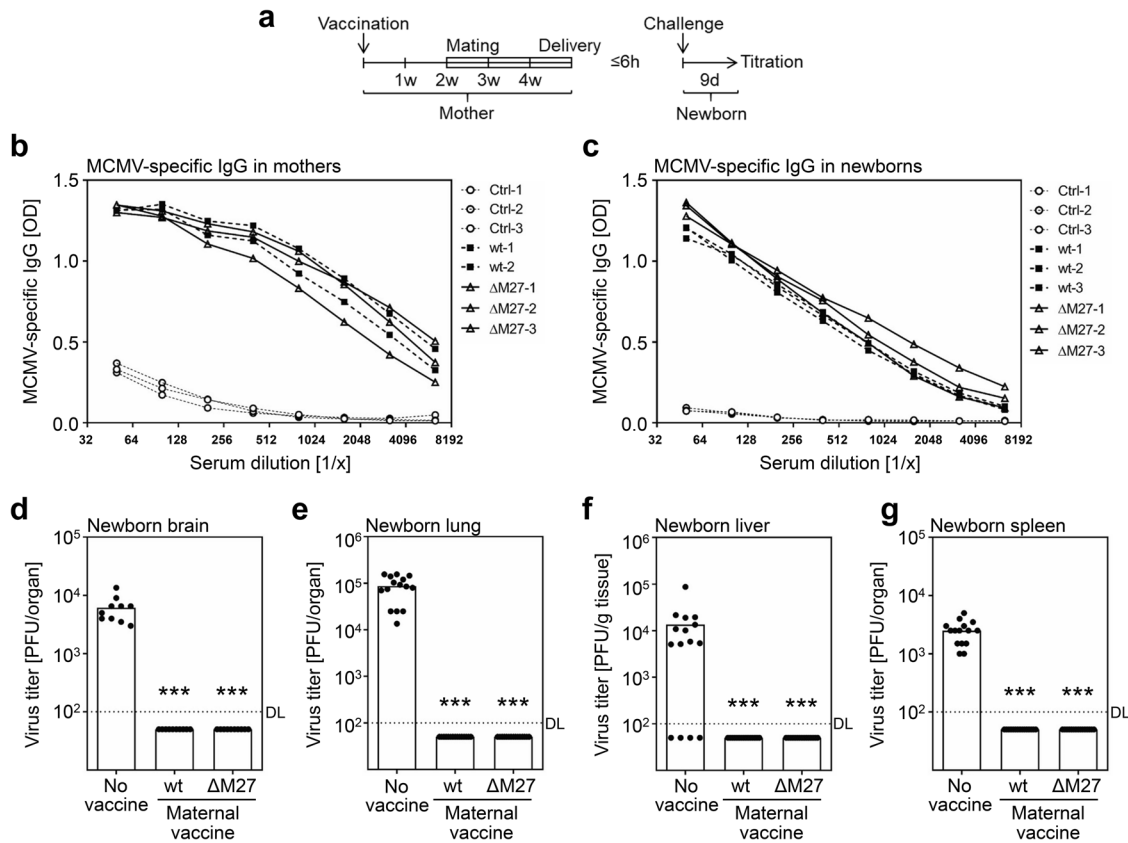 a
Vaccination
Challenge
Mating
Delivery
≤6h
Titration
1w 2w 3w 4w
9d
Mother
Newborn
b
MCMV-specific IgG in mothers
MCMV-specific IgG [OD]
1.5
1.0
0.5
0.0
32 64 128 256 512 1024 2048 4096 8192
Serum dilution [1/x]
Ctrl-1
Ctrl-2
Ctrl-3
wt-1
wt-2
ΔM27-1
ΔM27-2
ΔM27-3
c
MCMV-specific IgG in newborns
MCMV-specific IgG [OD]
1.5
1.0
0.5
0.0
32 64 128 256 512 1024 2048 4096 8192
Serum dilution [1/x]
Ctrl-1
Ctrl-2
Ctrl-3
wt-1
wt-2
wt-3
ΔM27-1
ΔM27-2
ΔM27-3
d
Newborn brain
Virus titer [PFU/organ]
10⁵
10⁴
10³
10²
*** ***
DL
No vaccine
wt ΔM27
Maternal
vaccine
e
Newborn lung
Virus titer [PFU/organ]
10⁶
10⁵
10⁴
10³
10²
*** ***
DL
No vaccine
wt ΔM27
Maternal
vaccine
f
Newborn liver
Virus titer [PFU/g tissue]
10⁶
10⁵
10⁴
10³
10²
*** ***
DL
No vaccine
wt ΔM27
Maternal
vaccine
g
Newborn spleen
Virus titer [PFU/organ]
10⁵
10⁴
10³
10²
*** ***
DL
No vaccine
wt ΔM27
Maternal
vaccine